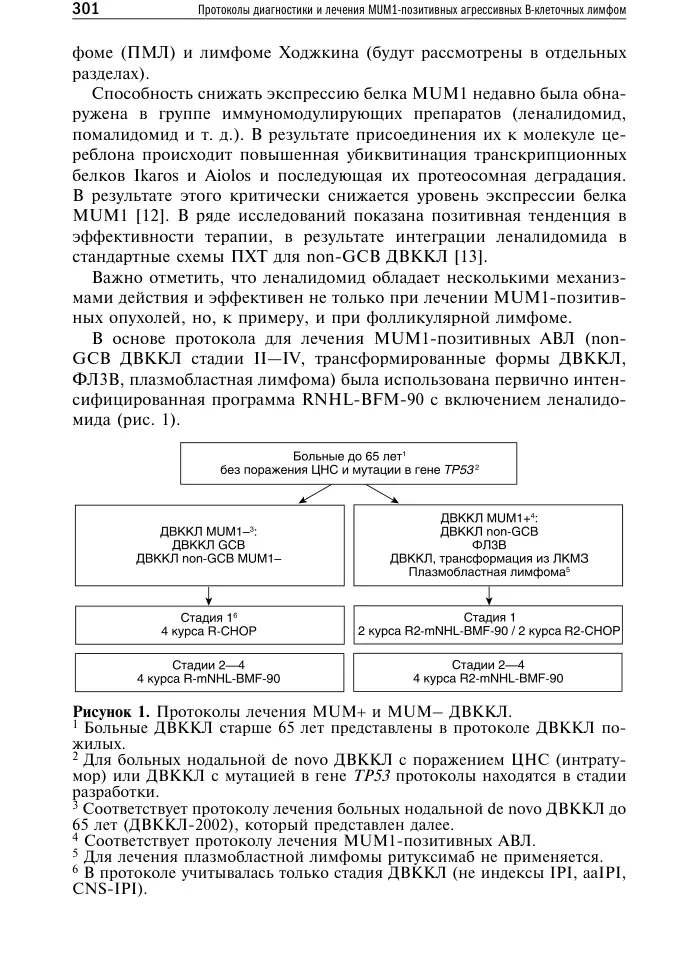 301 Протоколы диагностики и лечения MUM1-позитивных агрессивных В-клеточных лимфом
фоме (ПМЛ) и лимфоме Ходжкина (будут рассмотрены в отдельных
разделах).
Способность снижать экспрессию белка MUM1 недавно была обна-
ружена в группе иммуномодулирующих препаратов (леналидомид,
помалидомид и т. д.). В результате присоединения их к молекуле це-
реблона происходит повышенная убиквитинация транскрипционных
белков Ikaros и Aiolos и последующая их протеосомная деградация.
В результате этого критически снижается уровень экспрессии белка
MUM1 [12]. В ряде исследований показана позитивная тенденция в
эффективности терапии, в результате интеграции леналидомида в
стандартные схемы ПХТ для non-GCB ДВККЛ [13].
Важно отметить, что леналидомид обладает несколькими механиз-
мами действия и эффективен не только при лечении MUM1-позитив-
ных опухолей, но, к примеру, и при фолликулярной лимфоме.
В основе протокола для лечения MUM1-позитивных АВЛ (non-
GCB ДВККЛ стадии II—IV, трансформированные формы ДВККЛ,
ФЛ3В, плазмобластная лимфома) была использована первично интен-
сифицированная программа RNHL-BFM-90 с включением леналидо-
мида (рис. 1).
Больные до 65 лет¹
без поражения ЦНС и мутации в гене TP53²
ДВККЛ MUM1–³:
ДВККЛ GCB
ДВККЛ non-GCB MUM1–
ДВККЛ MUM1+⁴:
ДВККЛ non-GCB
ФЛ3В
ДВККЛ, трансформация из ЛКМЗ
Плазмобластная лимфома⁵
Стадия 1⁶
4 курса R-CHOP
Стадия 1
2 курса R2-mNHL-BMF-90 / 2 курса R2-CHOP
Стадии 2—4
4 курса R-mNHL-BMF-90
Стадии 2—4
4 курса R2-mNHL-BMF-90
Рисунок 1. Протоколы лечения MUM+ и MUM– ДВККЛ.
¹ Больные ДВККЛ старше 65 лет представлены в протоколе ДВККЛ по-
жилых.
² Для больных нодальной de novo ДВККЛ с поражением ЦНС (интрату-
мор) или ДВККЛ с мутацией в гене TP53 протоколы находятся в стадии
разработки.
³ Соответствует протоколу лечения больных нодальной de novo ДВККЛ до
65 лет (ДВККЛ-2002), который представлен далее.
⁴ Соответствует протоколу лечения MUM1-позитивных АВЛ.
⁵ Для лечения плазмобластной лимфомы ритуксимаб не применяется.
⁶ В протоколе учитывалась только стадия ДВККЛ (не индексы IPI, aaIPI,
CNS-IPI).